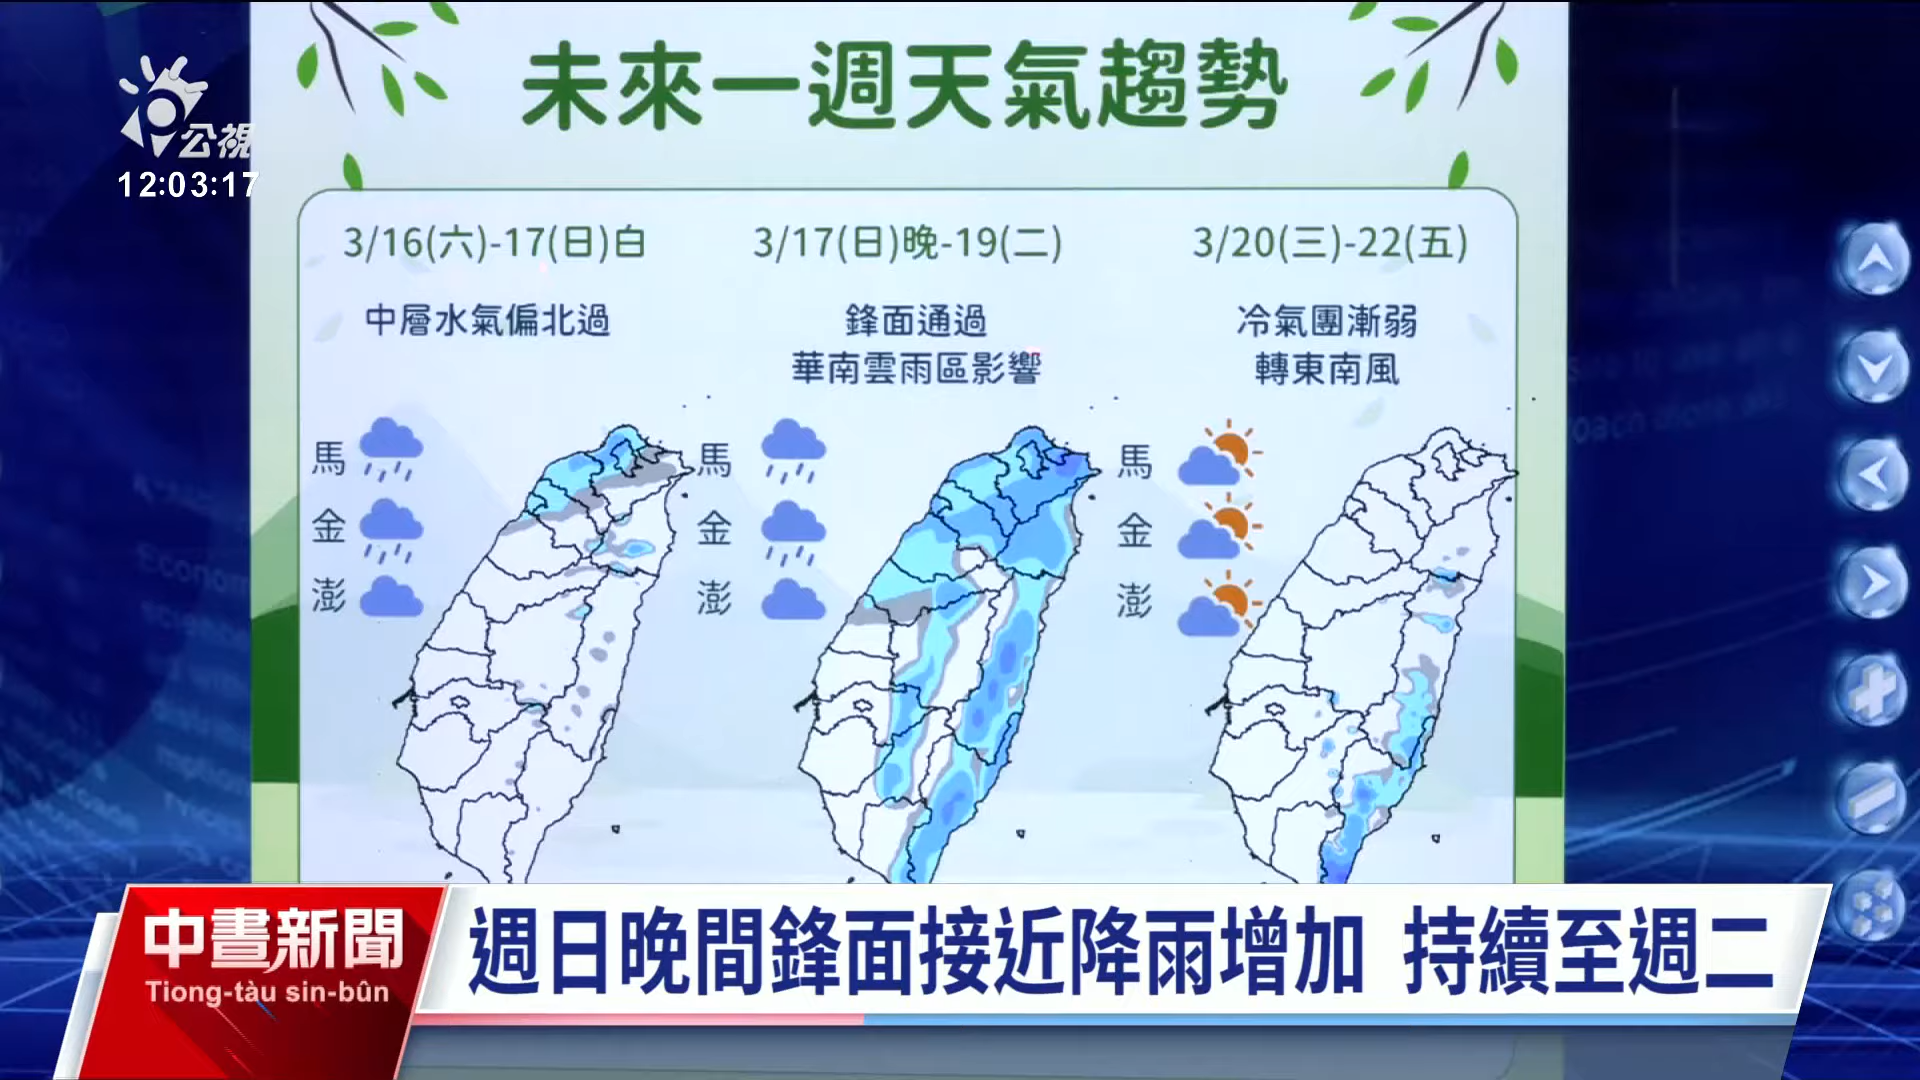 公視
12:03:17
未來一週天氣趨勢
3/16(六)-17(日)白
中層水氣偏北過
馬
金
澎
3/17(日)晚-19(二)
鋒面通過
華南雲雨區影響
馬
金
澎
3/20(三)-22(五)
冷氣團漸弱
轉東南風
馬
金
澎
中晝新聞
Tiong-tàu sin-bûn
週日晚間鋒面接近降雨增加 持續至週二